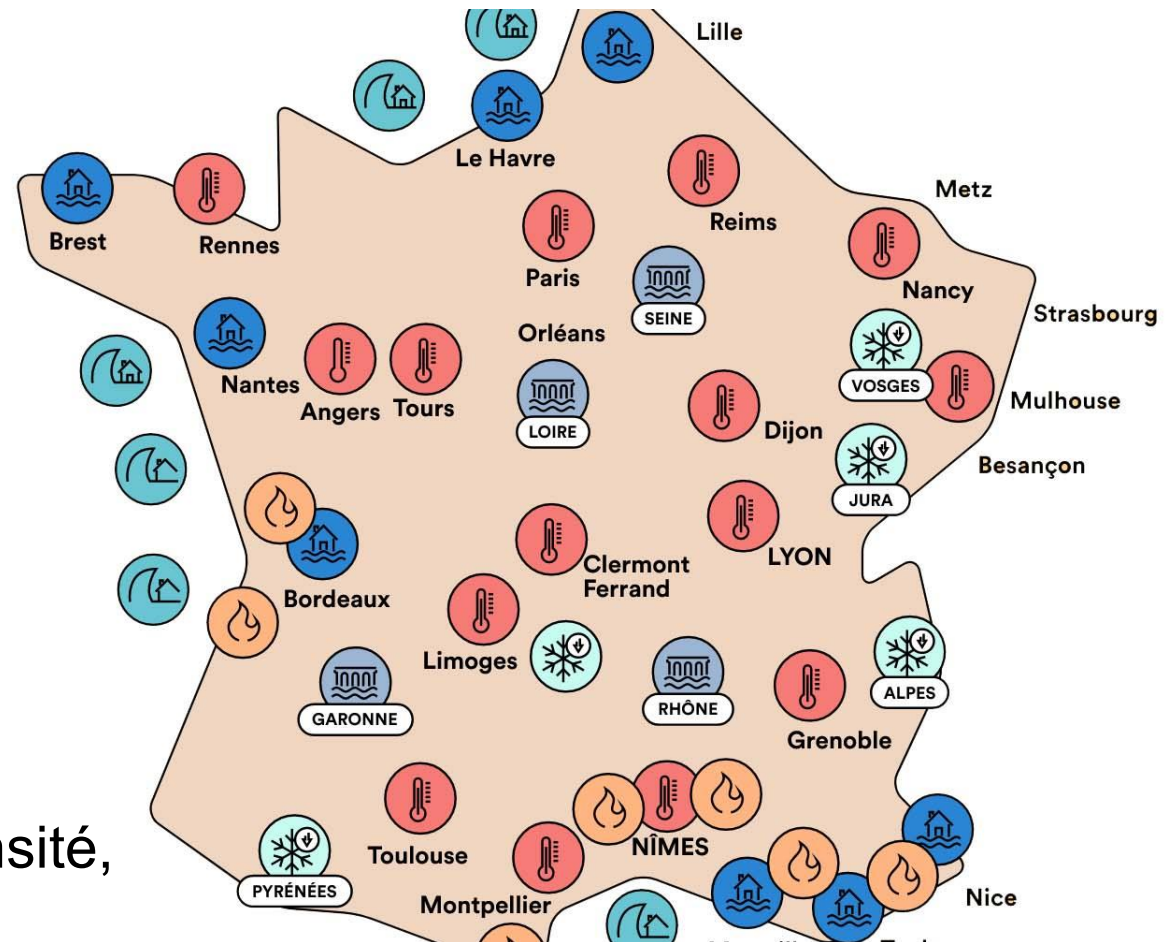 Lille
Le Havre
Metz
Brest
Rennes
Reims
Paris
Nancy
SEINE
Strasbourg
Orléans
Nantes
Angers
Tours
VOSGES
Mulhouse
LOIRE
Dijon
Besançon
JURA
LYON
Clermont
Ferrand
Bordeaux
Limoges
GARONNE
RHÔNE
ALPES
Grenoble
nsité,
Toulouse
NÎMES
PYRÉNÉES
Montpellier
Nice